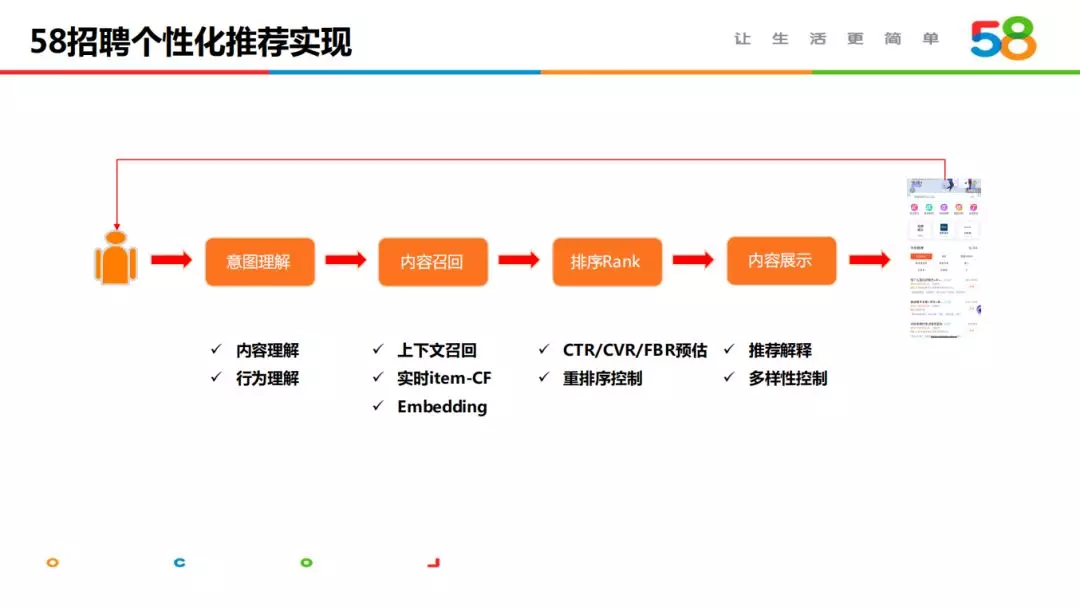 58招聘个性化推荐实现
让生活更简单
58
意图理解
内容召回
排序Rank
内容展示
内容理解
行为理解
上下文召回
实时item-CF
Embedding
CTR/CVR/FBR预估
重排序控制
推荐解释
多样性控制